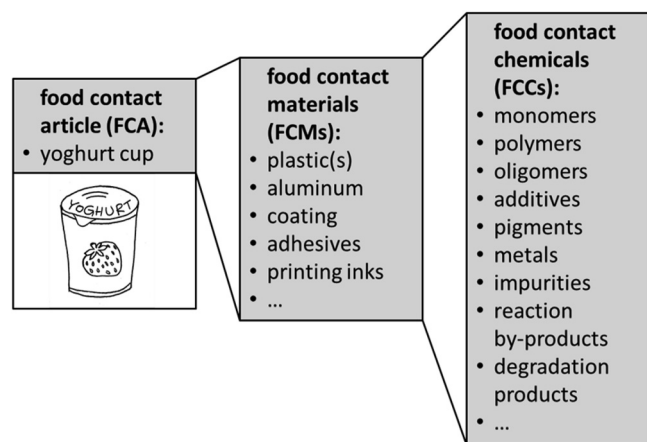 food contact
article (FCA):
• yoghurt cup
YOGHURT
food contact
materials
(FCMs):
• plastic(s)
• aluminum
• coating
• adhesives
• printing inks
• ...
food contact
chemicals
(FCCs):
• monomers
• polymers
• oligomers
• additives
• pigments
• metals
• impurities
• reaction
by-products
• degradation
products
• ...